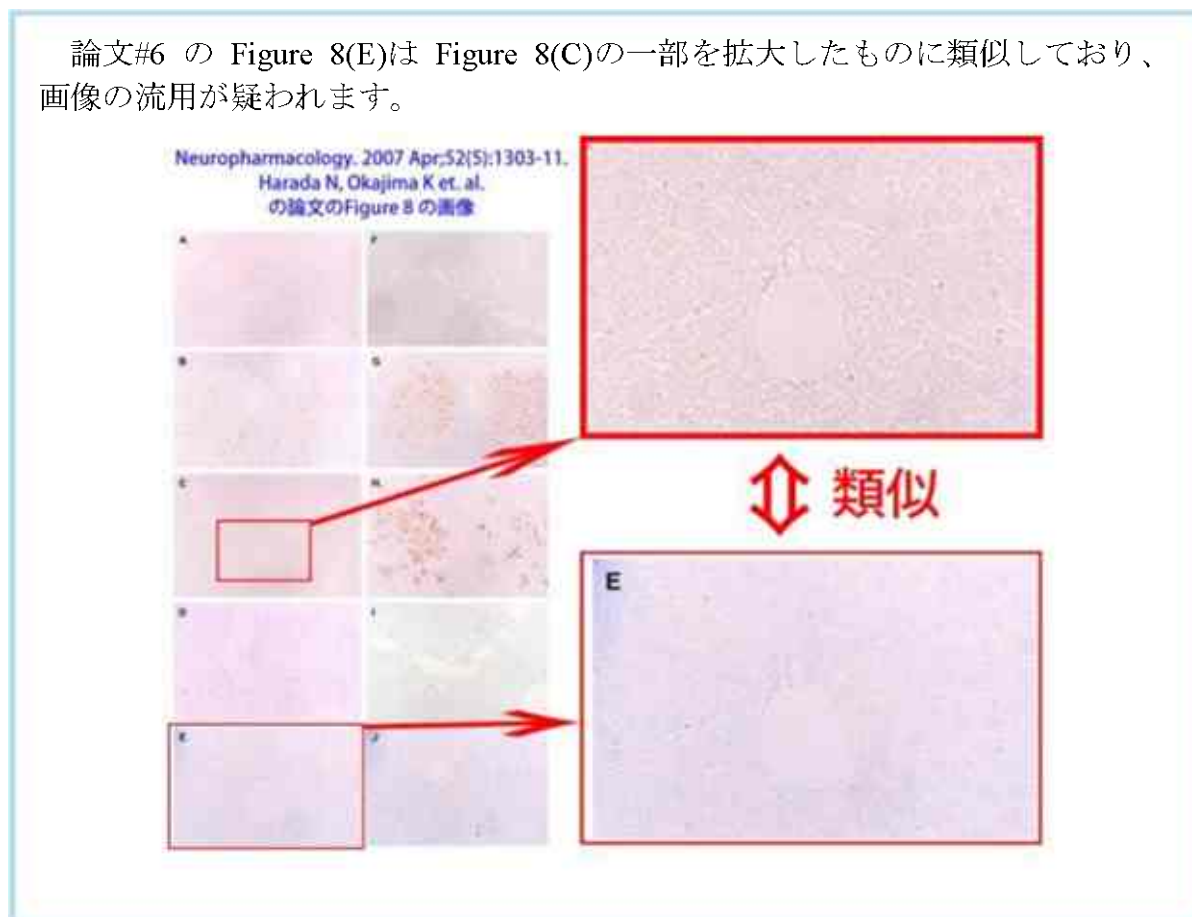 論文#6 の Figure 8(E)は Figure 8(C)の一部を拡大したものに類似しており、
画像の流用が疑われます。
Neuropharmacology. 2007 Apr;52(5):1303-11.
Harada N, Okajima K et. al.
の論文のFigure 8 の画像
A
F
B
G
C
H
D
I
E
J
類似
E